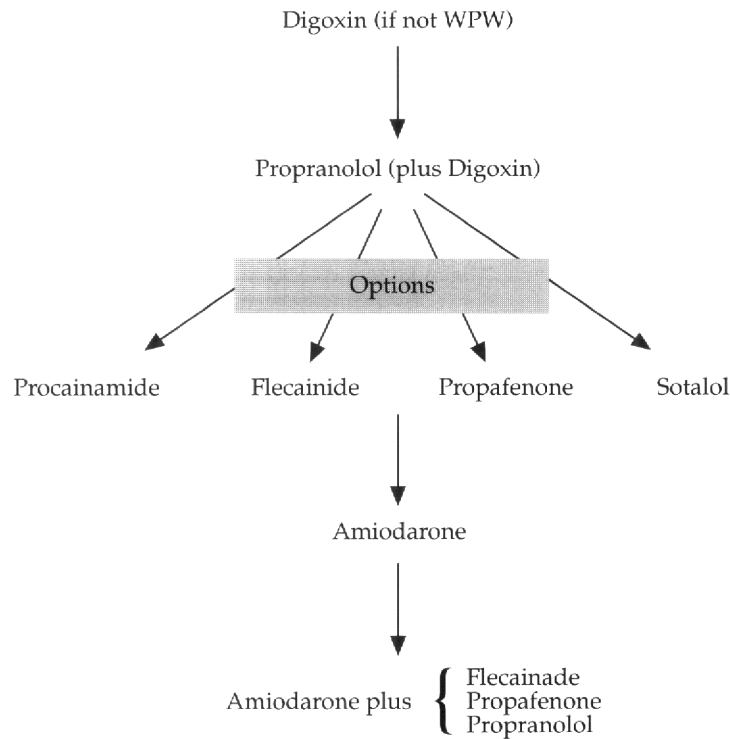 Digoxin (if not WPW)
Propranolol (plus Digoxin)
Options
Procainamide Flecainide Propafenone Sotalol
Amiodarone
Amiodarone plus { Flecainade
Propafenone
Propranolol